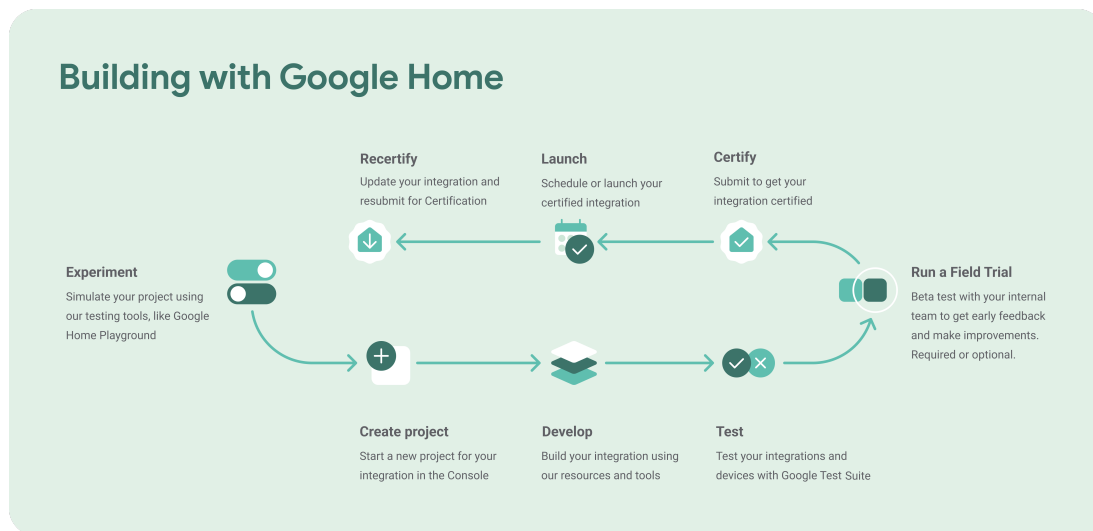 Building with Google Home
Recertify
Update your integration and
resubmit for Certification
Launch
Schedule or launch your
certified integration
Certify
Submit to get your
integration certified
Experiment
Simulate your project using
our testing tools, like Google
Home Playground
Run a Field Trial
Beta test with your internal
team to get early feedback
and make improvements.
Required or optional.
Create project
Start a new project for your
integration in the Console
Develop
Build your integration using
our resources and tools
Test
Test your integrations and
devices with Google Test Suite